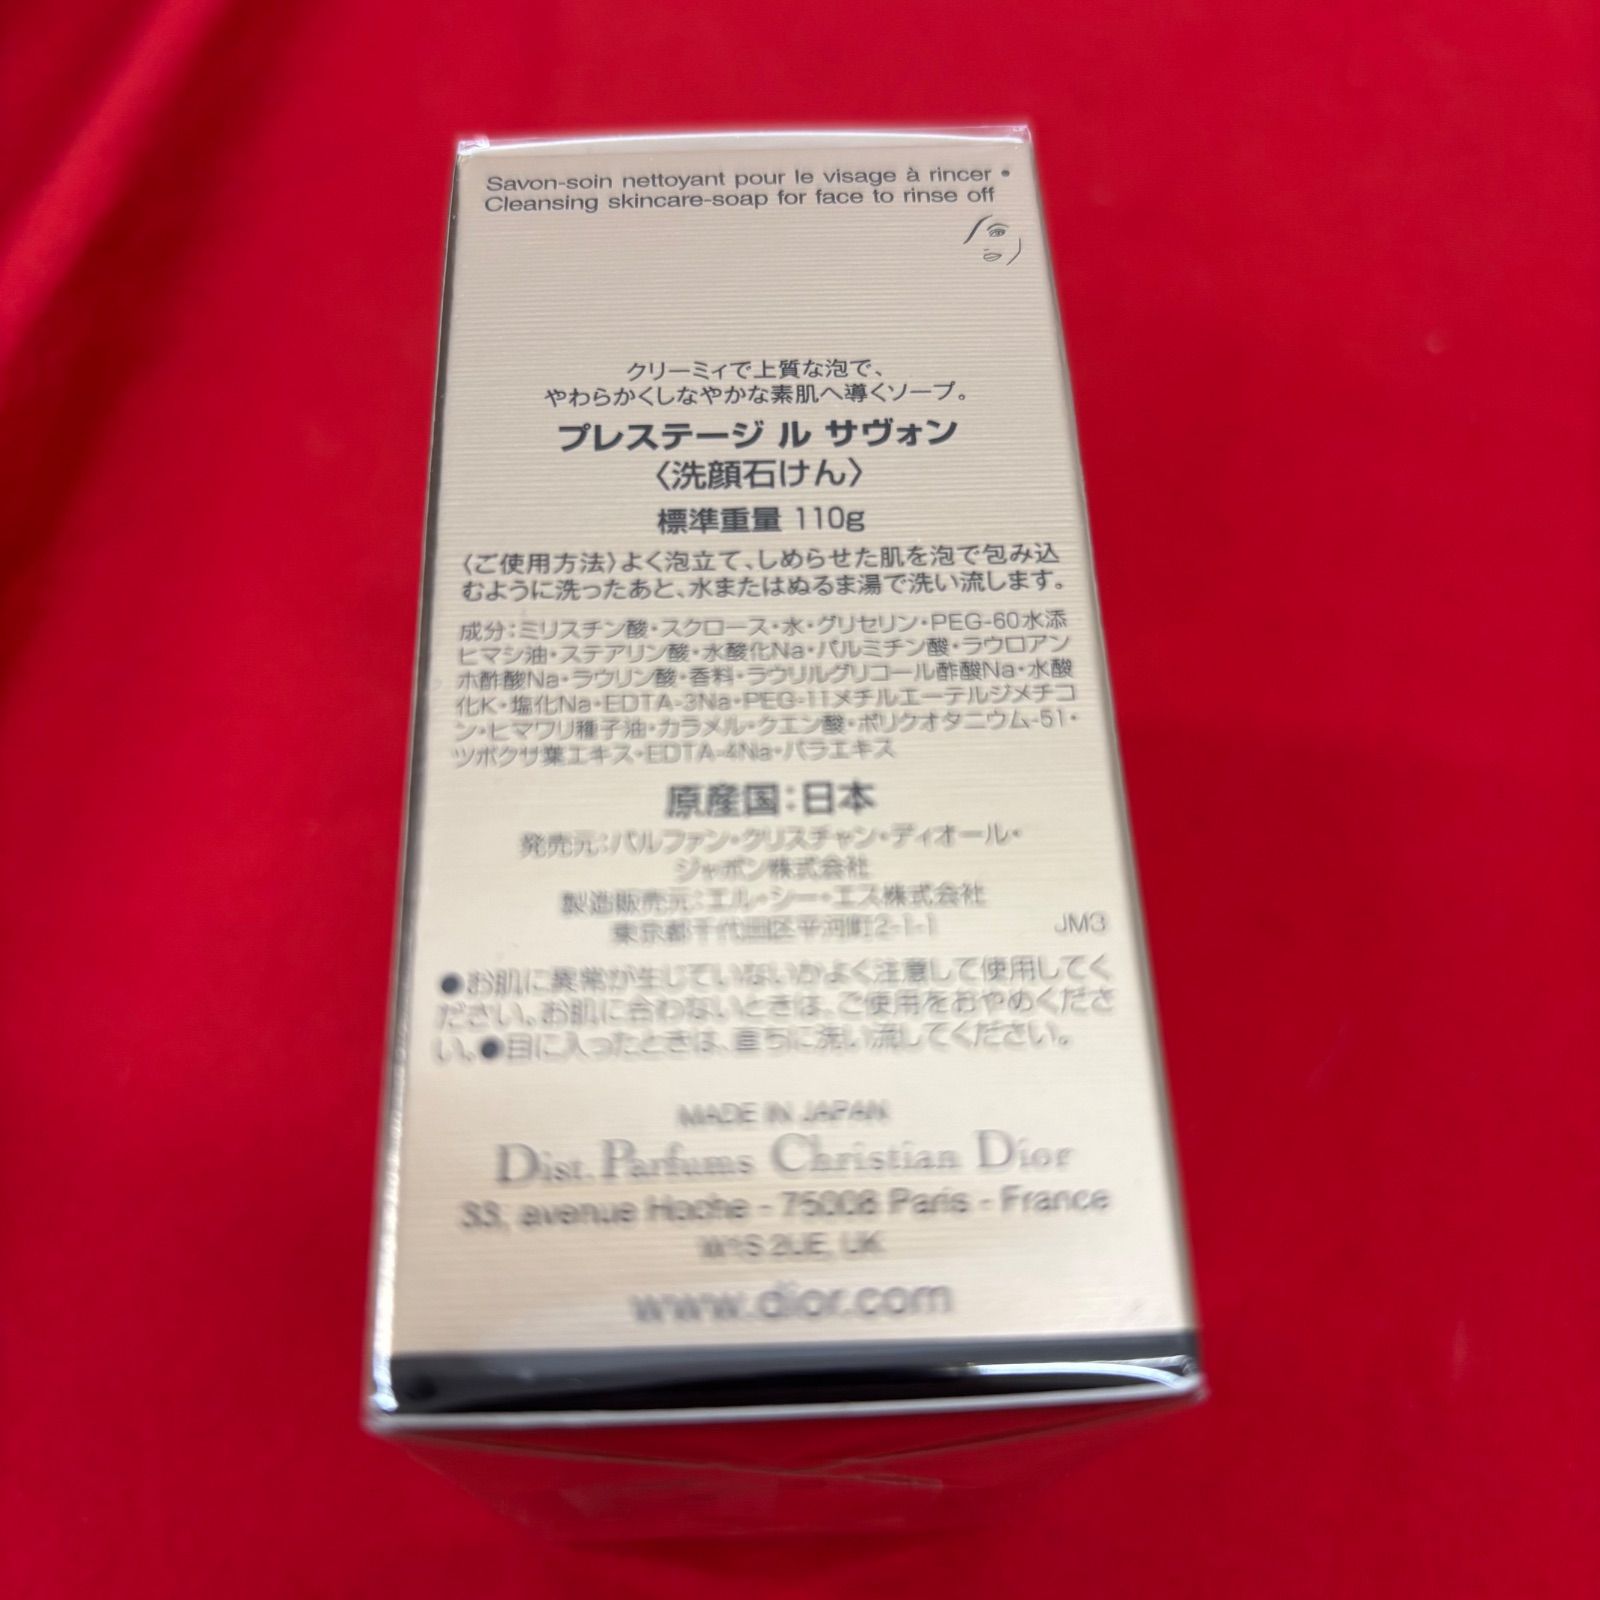 Savon-soin nettoyant pour le visage à rincer •
Cleansing skincare-soap for face to rinse off
クリーミィで上質な泡で、
やわらかくしなやかな素肌へ導くソープ。
プレステージ ル サヴォン
〈洗顔石けん〉
標準重量 110g
〈ご使用方法〉よく泡立て、しめらせた肌を泡で包み込
むように洗ったあと、水またはぬるま湯で洗い流します。
成分：ミリスチン酸・スクロース・水・グリセリン・PEG-60水添
ヒマシ油・ステアリン酸・水酸化Na・パルミチン酸・ラウロアン
ホ酢酸Na・ラウリン酸・香料・ラウリルグリコール酢酸Na・水酸
化K・塩化Na・EDTA-3Na・PEG-11メチルエーテルジメチコ
ン・ヒマワリ種子油・カラメル・クエン酸・ポリクオタニウム-51・
ツボクサ葉エキス・EDTA-4Na・バラエキス
原産国：日本
発売元：パルファン・クリスチャン・ディオール・
ジャポン株式会社
製造販売元：エル・シー・エス株式会社
東京都千代田区平河町2-1-1
JM3
●お肌に異常が生じていないかよく注意して使用してく
ださい。お肌に合わないときは、ご使用をおやめくださ
い。●目に入ったときは、直ちに洗い流してください。
MADE IN JAPAN
Dist. Parfums Christian Dior
33, avenue Hoche - 75008 Paris - France
W1S 2UE, UK
www.dior.com